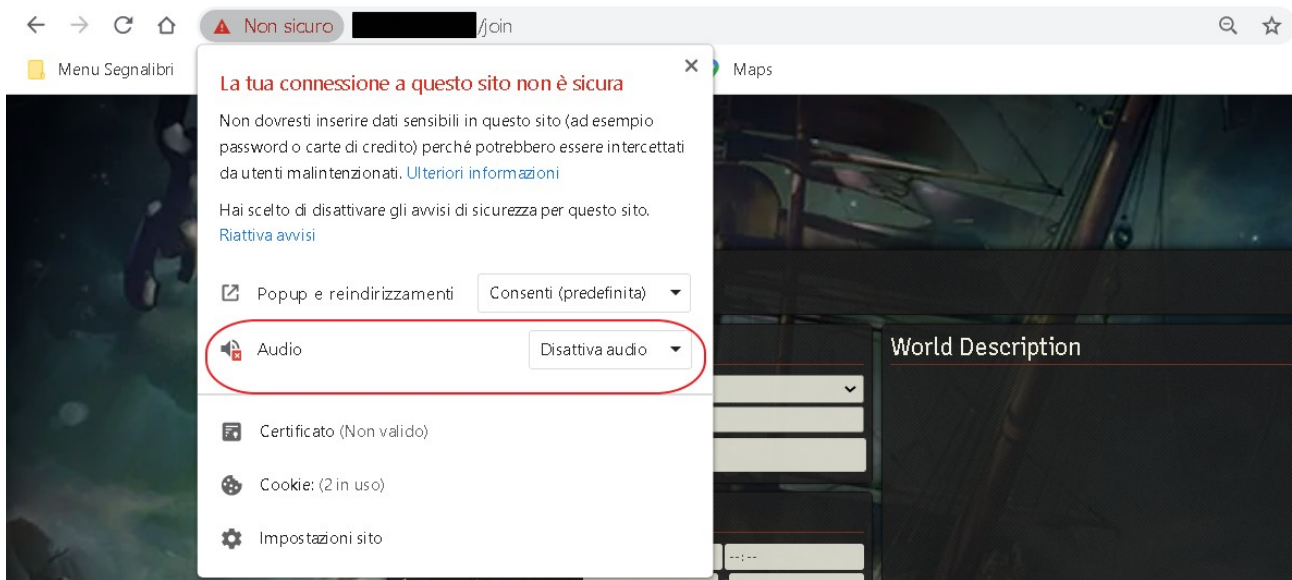 Non sicuro /join
Menu Segnalibri Maps
La tua connessione a questo sito non è sicura
Non dovresti inserire dati sensibili in questo sito (ad esempio
password o carte di credito) perché potrebbero essere intercettati
da utenti malintenzionati. Ulteriori informazioni
Hai scelto di disattivare gli avvisi di sicurezza per questo sito.
Riattiva avvisi
Popup e reindirizzamenti Consenti (predefinita)
Audio Disattiva audio
World Description
Certificato (Non valido)
Cookie: (2 in uso)
Impostazioni sito
--:--